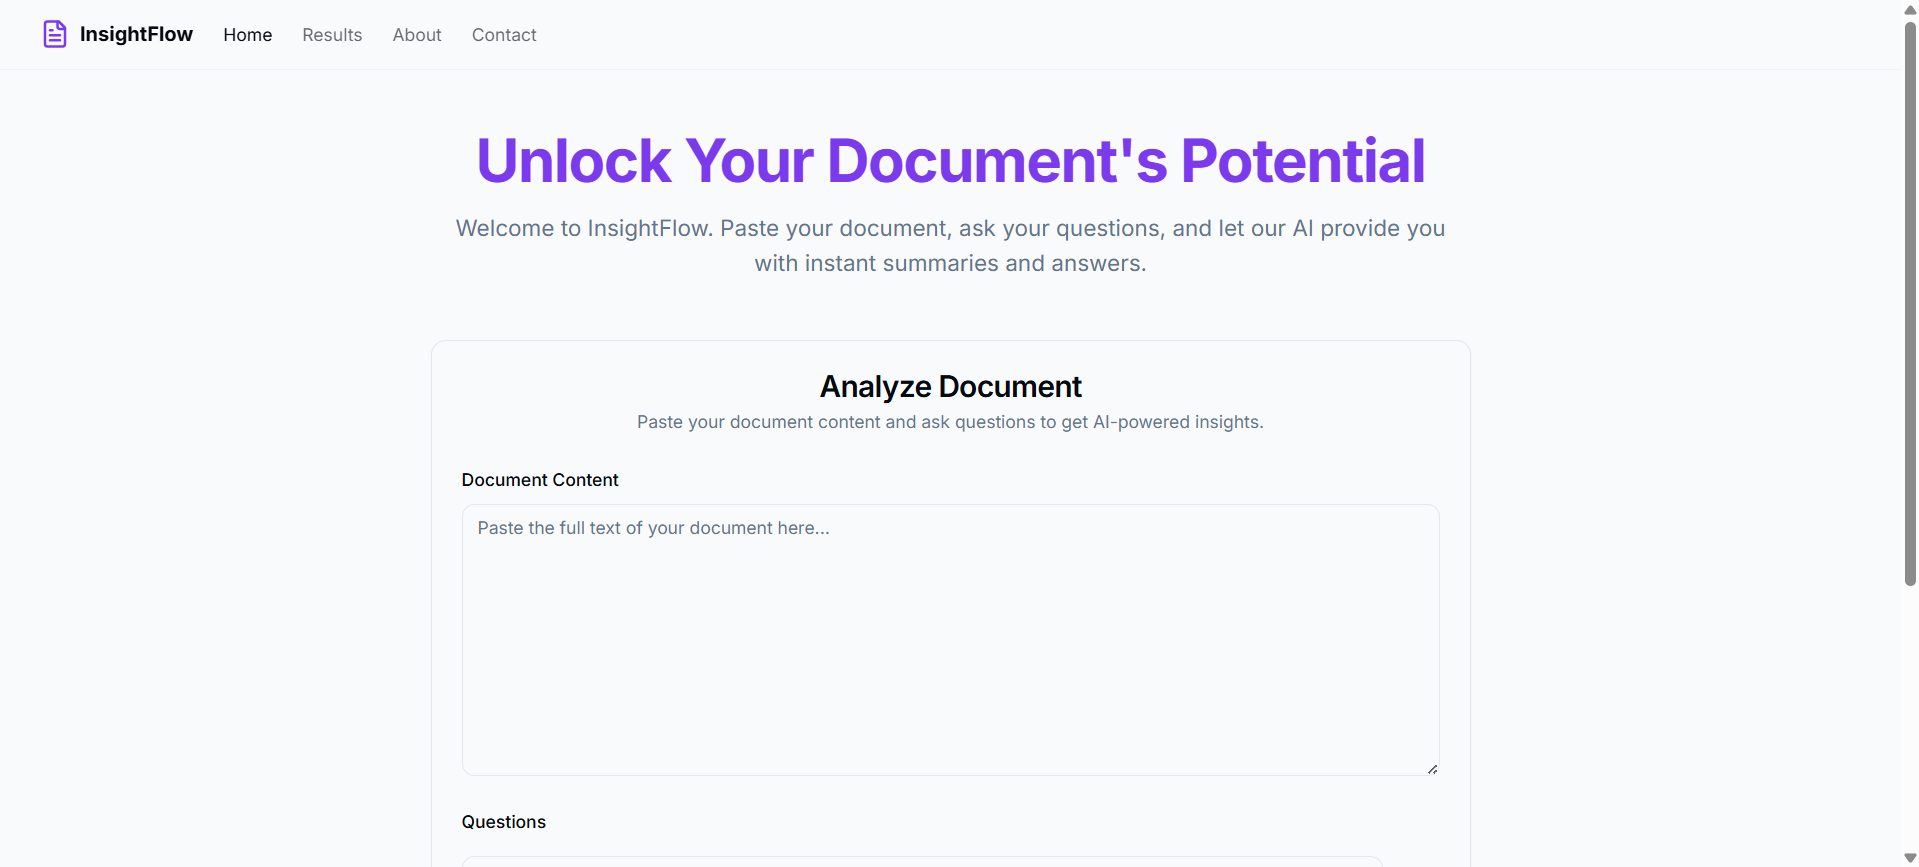 InsightFlow Home Results About Contact
Unlock Your Document's Potential
Welcome to InsightFlow. Paste your document, ask your questions, and let our AI provide you
with instant summaries and answers.
Analyze Document
Paste your document content and ask questions to get AI-powered insights.
Document Content
Paste the full text of your document here...
Questions